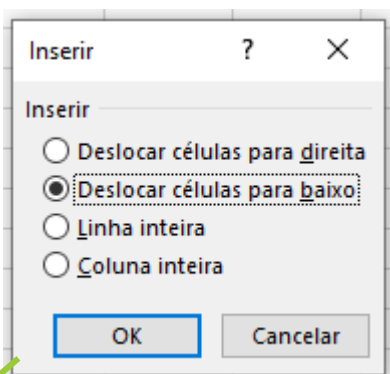 Inserir ? ×
Inserir
Deslocar células para direita
Deslocar células para baixo
Linha inteira
Coluna inteira
OK Cancelar